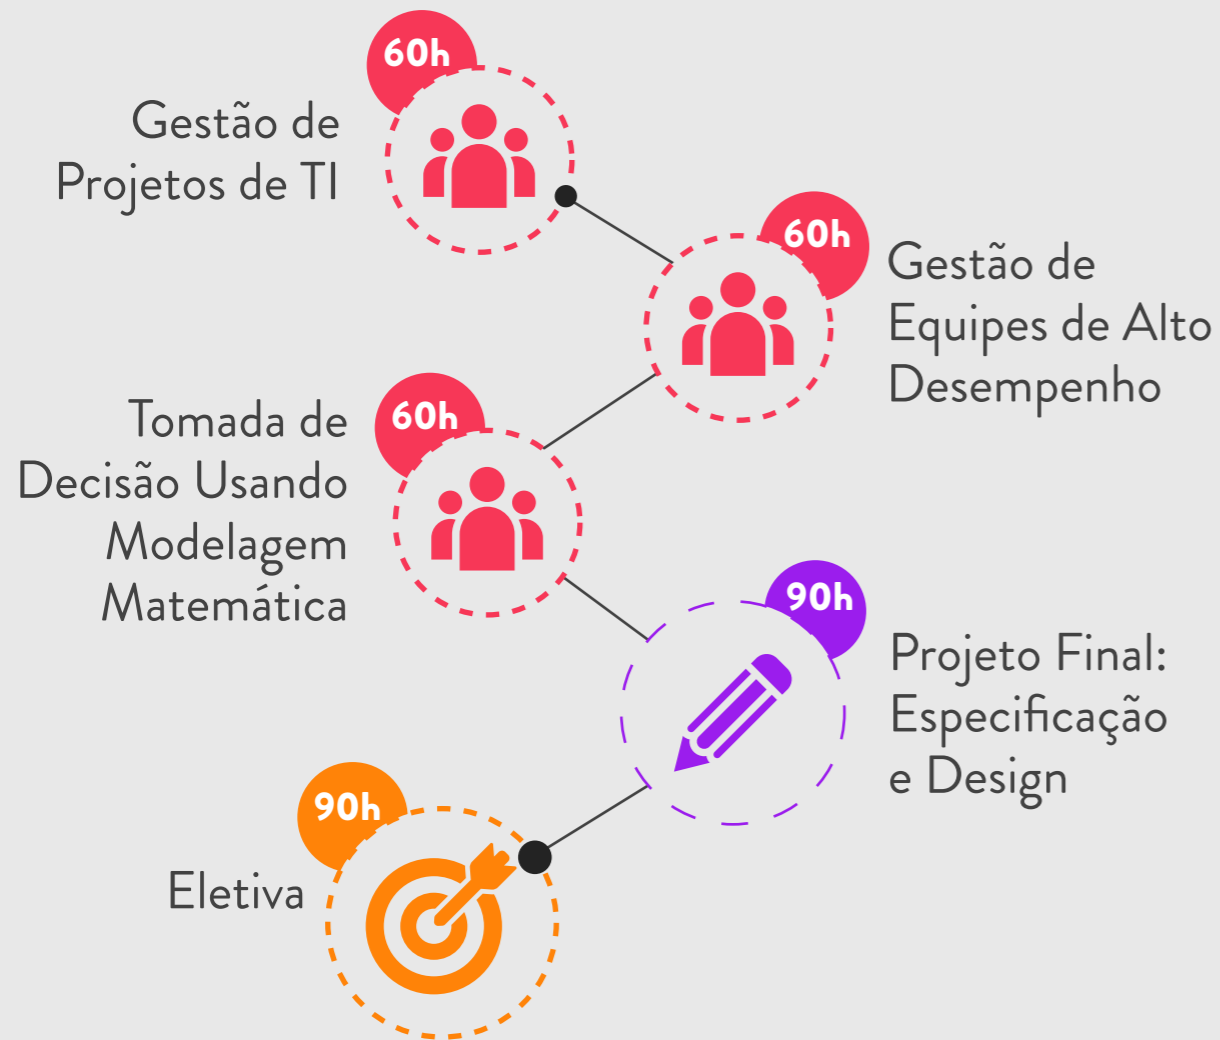 60h
Gestão de
Projetos de TI
60h
Gestão de
Equipes de Alto
Desempenho
60h
Tomada de
Decisão Usando
Modelagem
Matemática
90h
Projeto Final:
Especificação
e Design
90h
Eletiva